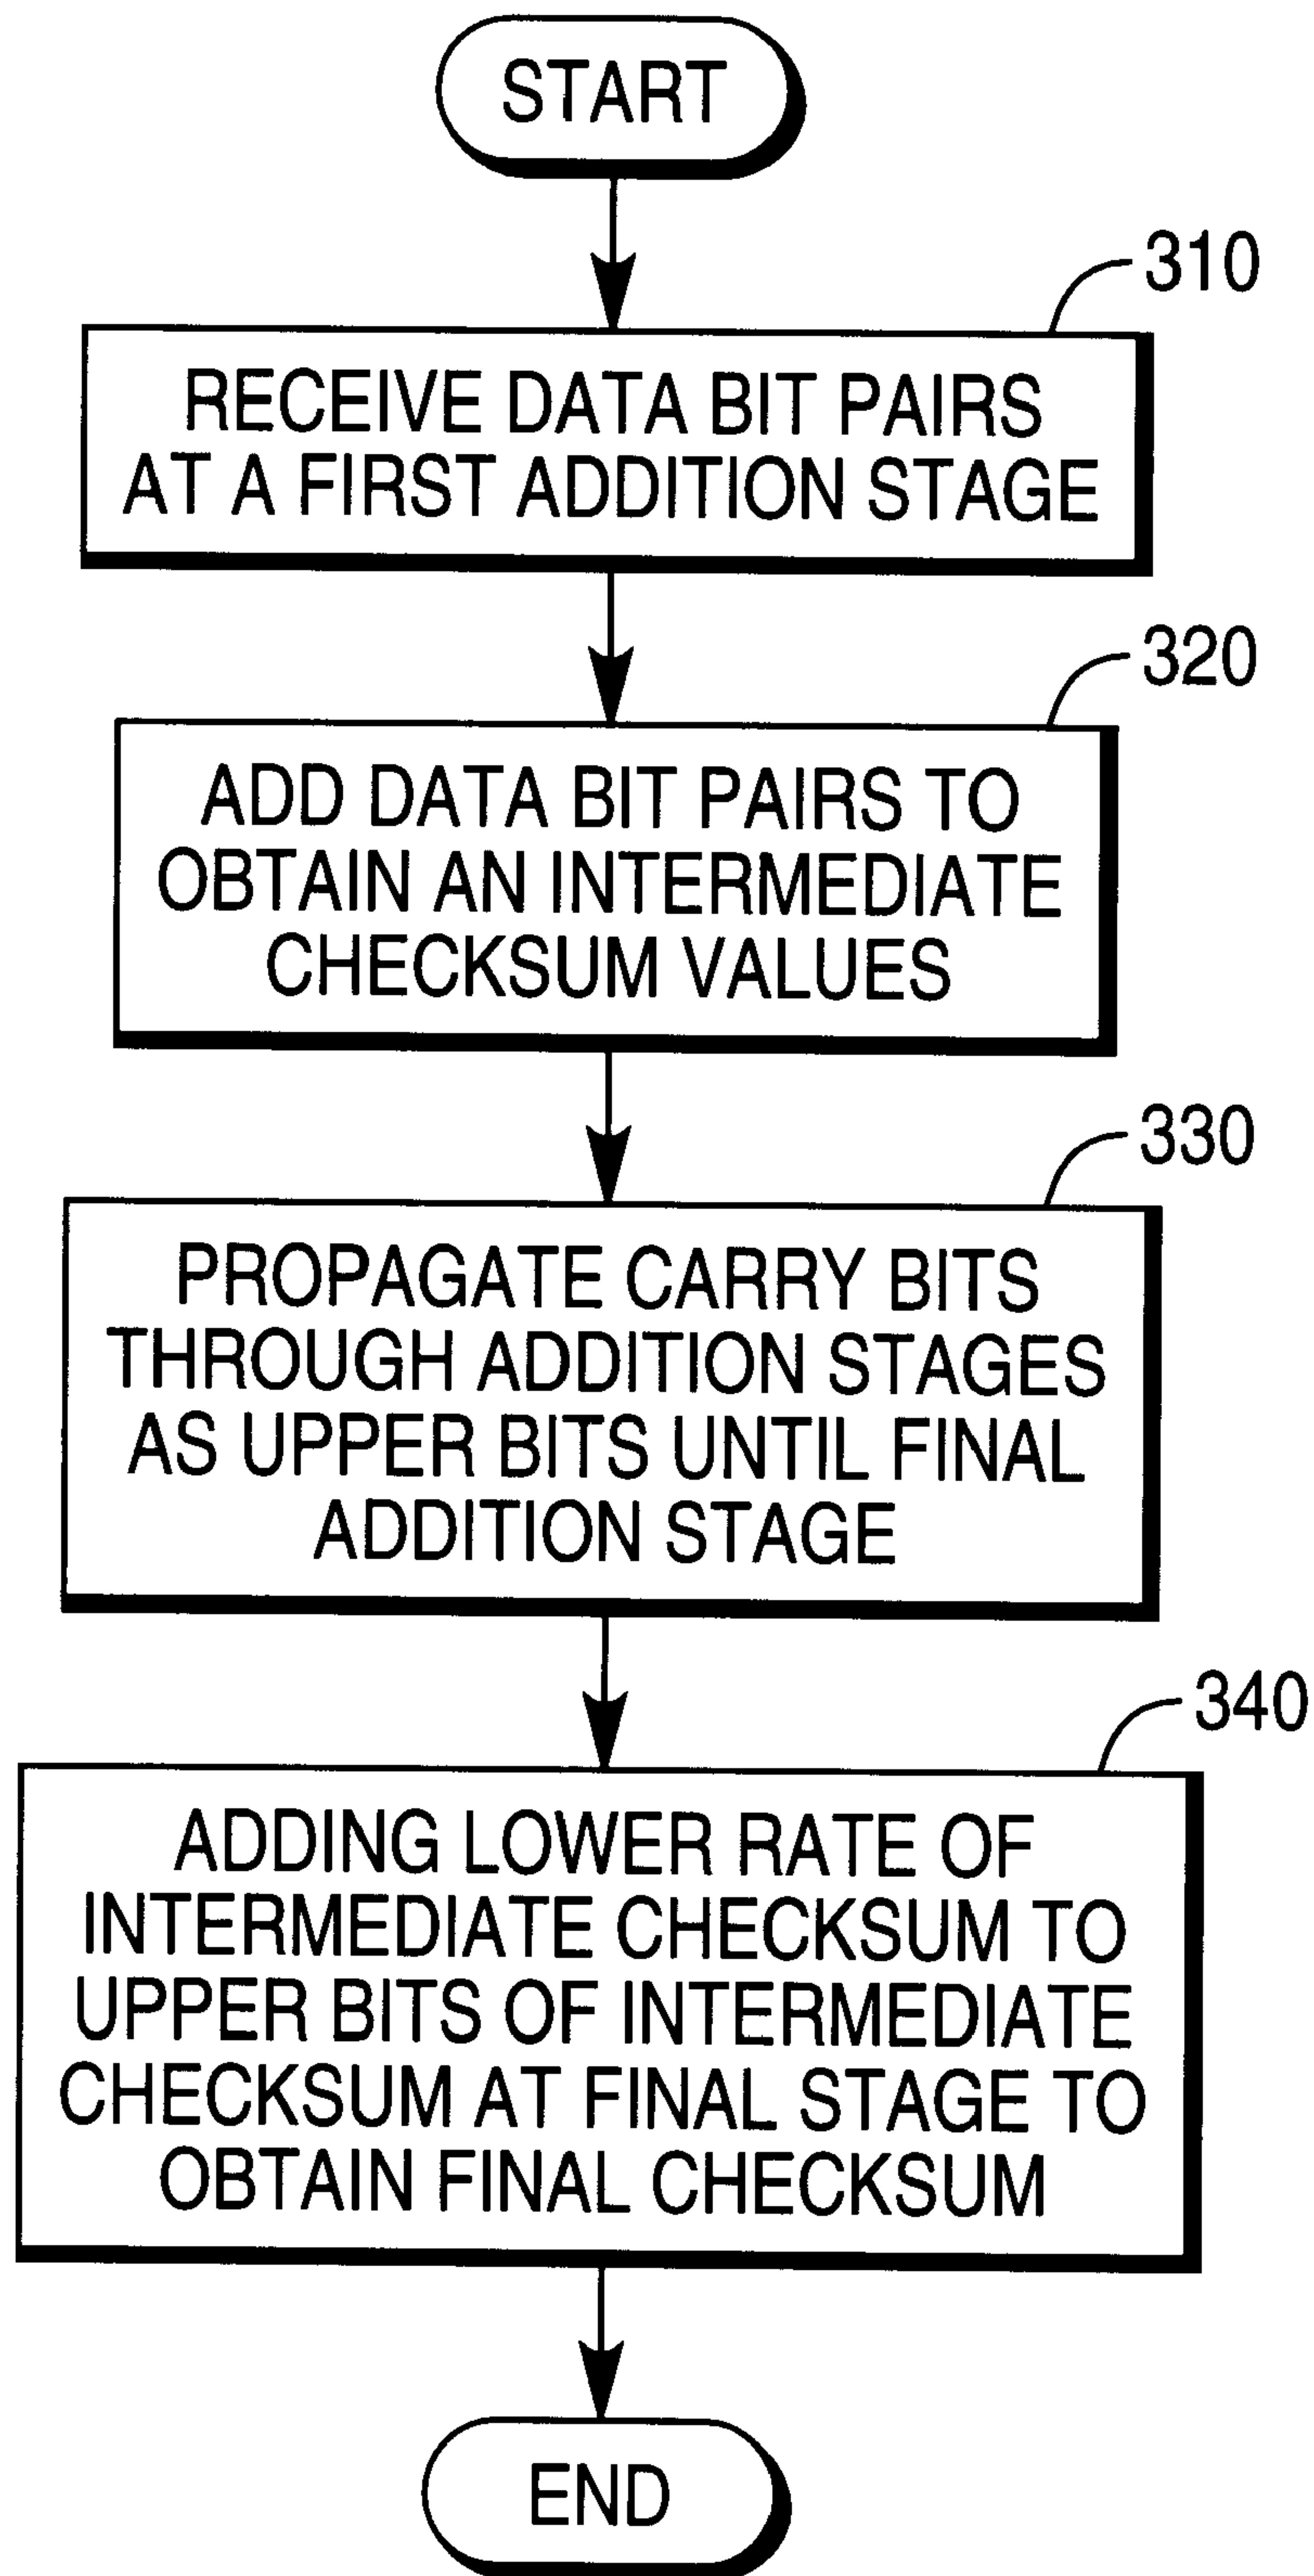 START
310
RECEIVE DATA BIT PAIRS
AT A FIRST ADDITION STAGE
320
ADD DATA BIT PAIRS TO
OBTAIN AN INTERMEDIATE
CHECKSUM VALUES
330
PROPAGATE CARRY BITS
THROUGH ADDITION STAGES
AS UPPER BITS UNTIL FINAL
ADDITION STAGE
340
ADDING LOWER RATE OF
INTERMEDIATE CHECKSUM TO
UPPER BITS OF INTERMEDIATE
CHECKSUM AT FINAL STAGE TO
OBTAIN FINAL CHECKSUM
END